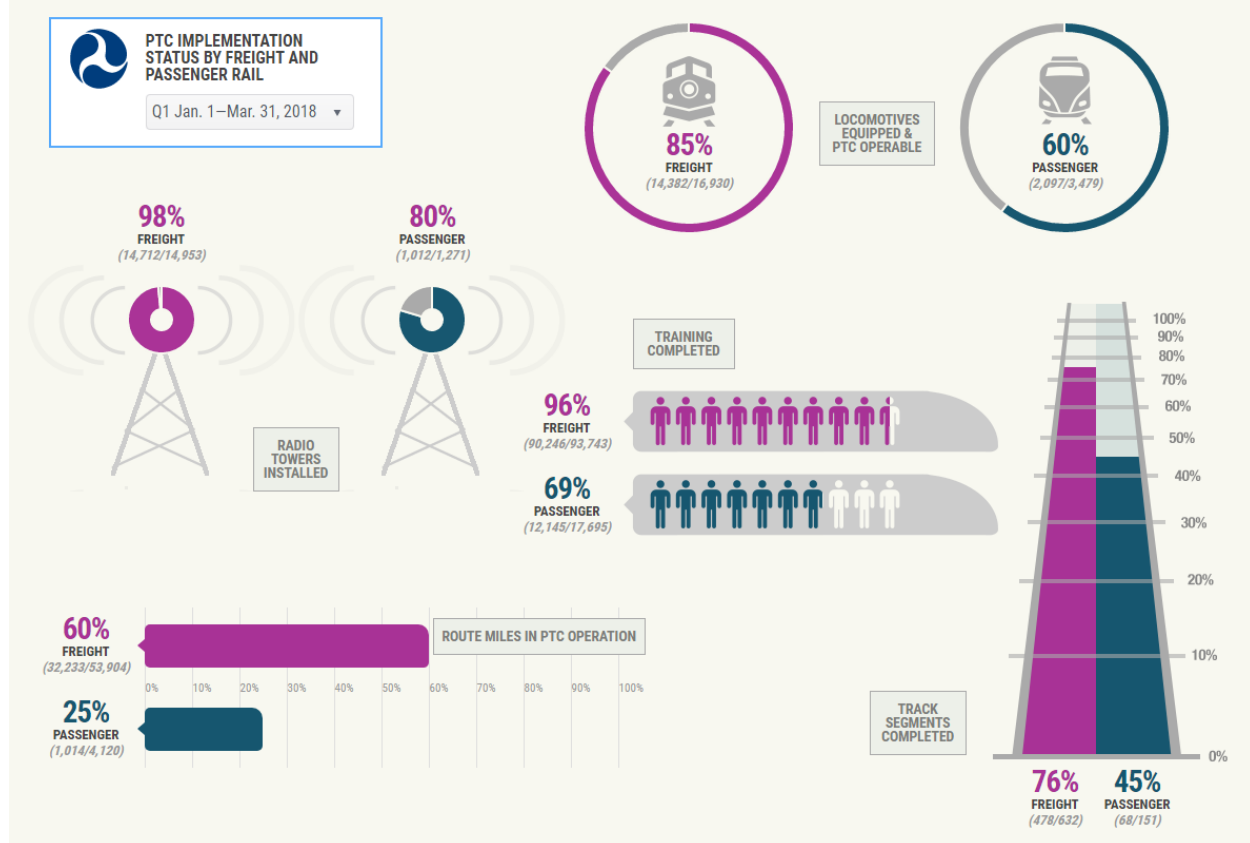 PTC IMPLEMENTATION
STATUS BY FREIGHT AND
PASSENGER RAIL
Q1 Jan. 1—Mar. 31, 2018
85%
FREIGHT
(14,382/16,930)
LOCOMOTIVES
EQUIPPED &
PTC OPERABLE
60%
PASSENGER
(2,097/3,479)
98%
FREIGHT
(14,712/14,953)
80%
PASSENGER
(1,012/1,271)
RADIO
TOWERS
INSTALLED
TRAINING
COMPLETED
96%
FREIGHT
(90,246/93,743)
69%
PASSENGER
(12,145/17,695)
100%
90%
80%
70%
60%
50%
40%
30%
20%
10%
0%
TRACK
SEGMENTS
COMPLETED
76%
FREIGHT
(478/632)
45%
PASSENGER
(68/151)
60%
FREIGHT
(32,233/53,904)
ROUTE MILES IN PTC OPERATION
0% 10% 20% 30% 40% 50% 60% 70% 80% 90% 100%
25%
PASSENGER
(1,014/4,120)